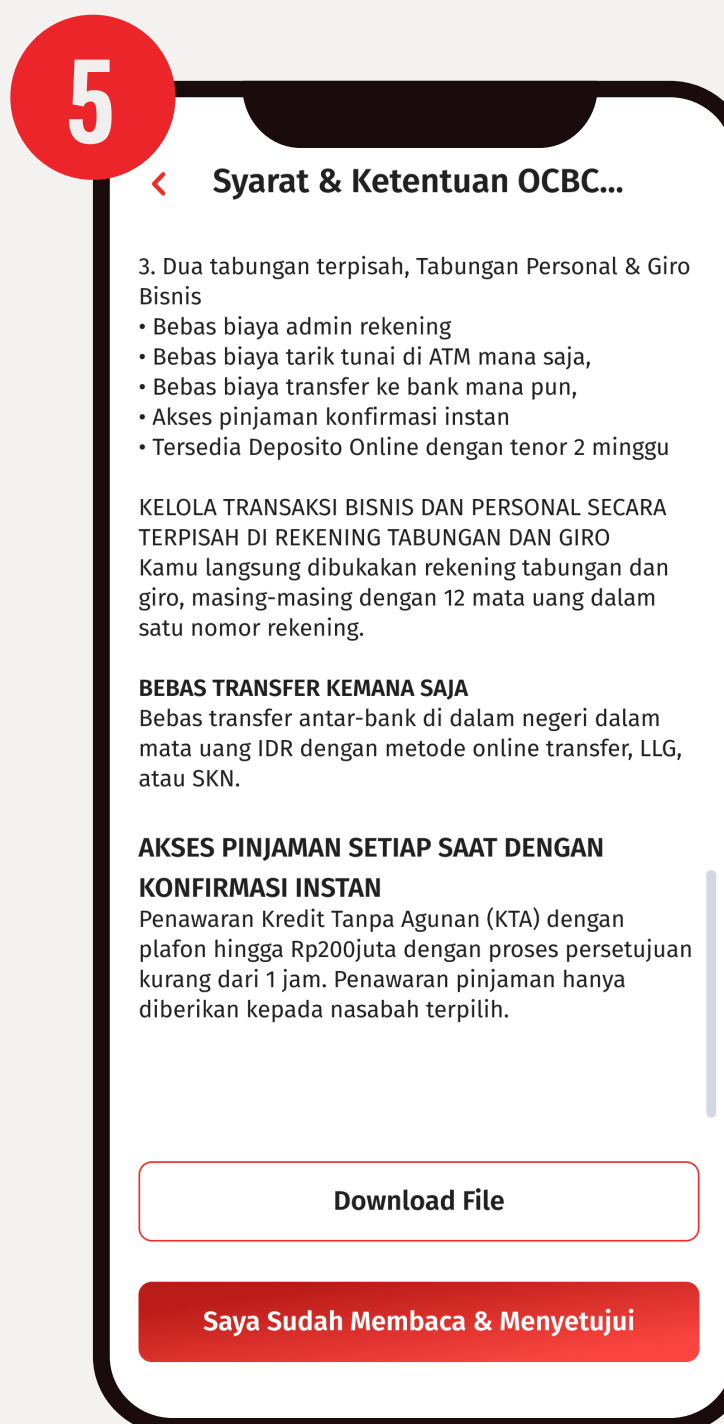 5
Syarat & Ketentuan OCBC...
3. Dua tabungan terpisah, Tabungan Personal & Giro
Bisnis
• Bebas biaya admin rekening
• Bebas biaya tarik tunai di ATM mana saja,
• Bebas biaya transfer ke bank mana pun,
• Akses pinjaman konfirmasi instan
• Tersedia Deposito Online dengan tenor 2 minggu
KELOLA TRANSAKSI BISNIS DAN PERSONAL SECARA
TERPISAH DI REKENING TABUNGAN DAN GIRO
Kamu langsung dibukakan rekening tabungan dan
giro, masing-masing dengan 12 mata uang dalam
satu nomor rekening.
BEBAS TRANSFER KEMANA SAJA
Bebas transfer antar-bank di dalam negeri dalam
mata uang IDR dengan metode online transfer, LLG,
atau SKN.
AKSES PINJAMAN SETIAP SAAT DENGAN
KONFIRMASI INSTAN
Penawaran Kredit Tanpa Agunan (KTA) dengan
plafon hingga Rp200juta dengan proses persetujuan
kurang dari 1 jam. Penawaran pinjaman hanya
diberikan kepada nasabah terpilih.
Download File
Saya Sudah Membaca & Menyetujui